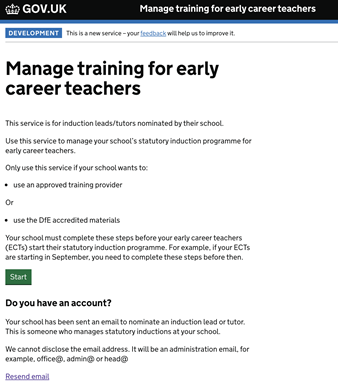 GOV.UK
Manage training for early career teachers
DEVELOPMENT
This is a new service – your feedback will help us to improve it.
Manage training for early
career teachers
This service is for induction leads/tutors nominated by their school.
Use this service to manage your school's statutory induction programme for
early career teachers.
Only use this service if your school wants to:
• use an approved training provider
Or
• use the DfE accredited materials
Your school must complete these steps before your early career teachers
(ECTs) start their statutory induction programme. For example, if your ECTs
are starting in September, you need to complete these steps before then.
Start
Do you have an account?
Your school has been sent an email to nominate an induction lead or tutor.
This is someone who manages statutory inductions at your school.
We cannot disclose the email address. It will be an administration email, for
example, office@, admin@ or head@
Resend email